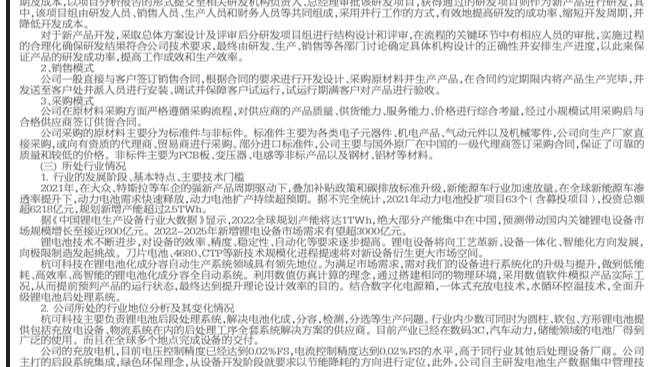 期及成本,以项目分析报告的形式提交至相关研发机构负责人、总经理审批该研发项目,获得通过的研发项目则作为新产品进行研发,其
中,该项目组由研发人员、销售人员、生产人员和财务人员等共同组成,采用并行工作的方式,有效地提高研发的成功率、缩短开发周期,并
降低开发成本。
对于新产品开发,采取总体方案设计及评审后分研发项目组进行结构设计和评审,在流程的关键环节中有相应人员的审批,实施过程
的合理化确保研发结果符合公司技术要求,最终由研发、生产、销售等各部门讨论确定具体机构设计的正确性并安排生产进度,以此来保
证产品的研发成功率,提高工作成效和生产效率。
2.销售模式
公司一般直接与客户签订销售合同,根据合同的要求进行开发设计、采购原材料并生产产品,在合同约定期限内将产品生产完毕,并
发送至客户处并派人员进行安装、调试并保障客户试运行,试运行期满客户对产品进行验收。
3.采购模式
公司在原材料采购方面严格遵循采购流程,对供应商的产品质量、供货能力、服务能力、价格进行综合考量,经过小规模试用采购后与
合格供应商签订供货合同。
公司采购的原材料主要分为标准件与非标件。标准件主要为各类电子元器件、机电产品、气动元件以及机械零件,公司向生产厂家直
接采购,或向有资质的代理商、贸易商进行采购。部分进口标准件,公司主要与国外原厂在中国的一级代理商签订采购合同,保证了可靠的
质量和较低的价格。非标件主要为PCB板、变压器、电感等非标产品以及钢材、铝材等材料。
(三) 所处行业情况
1. 行业的发展阶段、基本特点、主要技术门槛
2021年,在大众、特斯拉等车企的强新产品周期驱动下,叠加补贴政策和碳排放标准升级,新能源车行业加速放量。在全球新能源车渗
透率提升下,动力电池需求快速释放,动力电池扩产持续超预期。据不完全统计,2021年动力电池投扩项目63个(含募投项目),投资总额
超6218亿元,规划新增产能超过2.5TWh。
据《中国锂电生产设备行业大数据》显示,2022全球规划产能将达1TWh,绝大部分产能集中在中国,预测带动国内关键锂电设备市
场规模增长至接近800亿元。2022-2025年新增锂电设备市场需求有望超3000亿元。
锂电池技术不断进步,对设备的效率、精度、稳定性、自动化等要求逐步提高。锂电设备将向工艺革新、设备一体化、智能化方向发展,
向极限制造发起挑战。刀片电池、4680、CTP等新技术规模化进程提速将对新设备衍生更大市场空间。
杭可科技在锂电池化成分容自动生产系统领域具有领先地位。为满足市场需求,需对我们的设备进行系统化的升级与提升,做到低能
耗、高效率、高智能的锂电池化成分容全自动系统。利用数值仿真计算的理念,通过搭建相同的物理环境,采用数值软件模拟产品实际工
况,从而提前预判产品的运行状态,最终达到提升理论设计效率的目的。结合数字化电源箱,一体式充放电技术,水循环控温技术,全面升
级锂电池后处理系统。
2. 公司所处的行业地位分析及其变化情况
杭可科技主要负责锂电池后段处理系统,解决电池化成,分容,检测,分选等生产问题。行业内少数可同时为圆柱、软包、方形锂电池提
供包括充放电设备、物流系统在内的后处理工序全套系统解决方案的供应商。目前产业已经在数码3C,汽车动力,储能领域的电池厂得到
广泛的使用。而且在全球多个地点完成设备的交付。
公司的充放电机,目前电压控制精度已经达到0.02%FS,电流控制精度达到0.02%FS的水平,高于同行业其他后处理设备厂商。公司
主打的后段系统集成,绿色环保理念,从设备开发阶段就要求以节能降耗的方向进行定位,此外,公司自主研发电池生产数据集中管理技